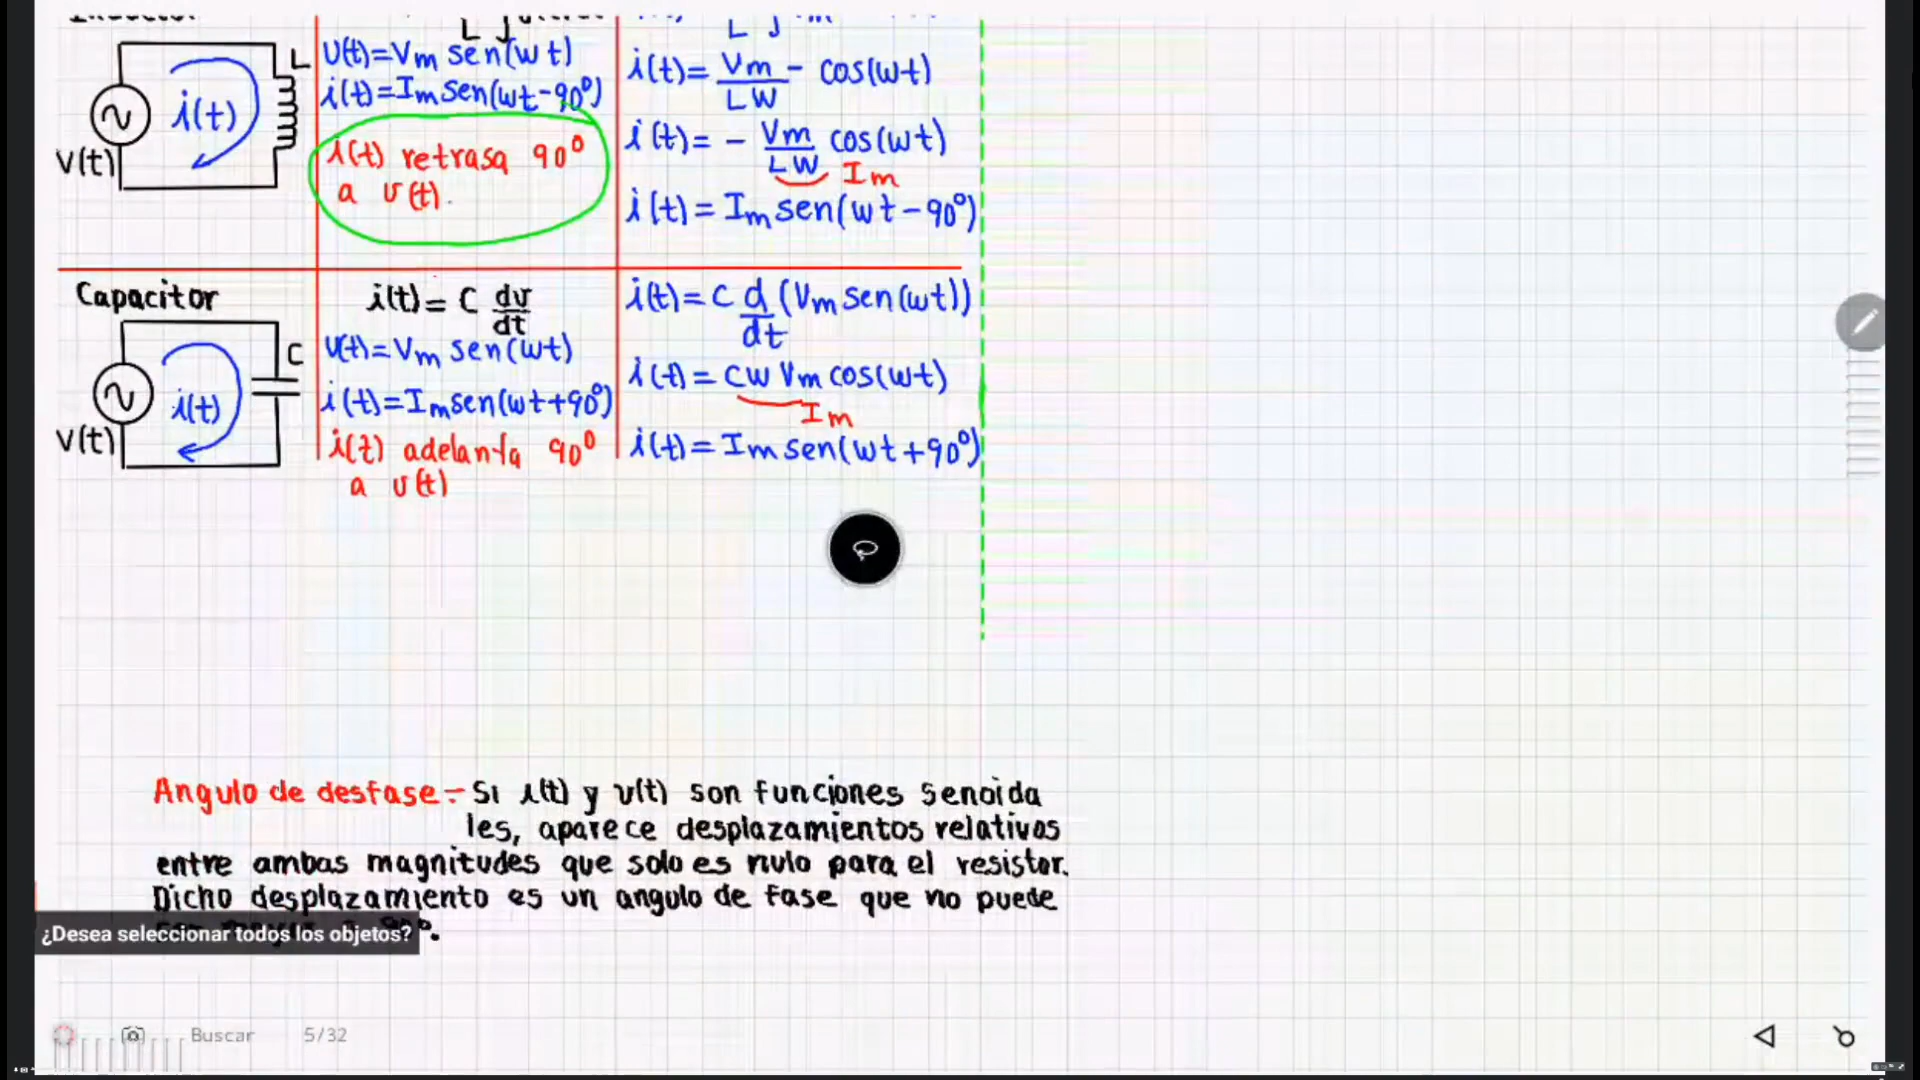 L
V(t)
i(t)
v(t)=Vm sen(wt)
i(t)=Im sen(wt-90°)
i(t) retrasa 90°
a v(t).
i(t)= Vm/LW - cos(wt)
i(t)= - Vm/LW cos(wt)
Im
i(t)= Im sen(wt-90°)
Capacitor
C
V(t)
i(t)
i(t)= C dv/dt
v(t)=Vm sen(wt)
i(t)=Im sen(wt+90°)
i(t) adelanta 90°
a v(t)
i(t)= C d/dt (Vm sen(wt))
i(t)= CW Vm cos(wt)
Im
i(t)= Im sen(wt+90°)
Angulo de desfase.- Si i(t) y v(t) son funciones senoida
les, aparece desplazamientos relativos
entre ambas magnitudes que solo es nulo para el resistor.
Dicho desplazamiento es un angulo de fase que no puede
¿Desea seleccionar todos los objetos?
Buscar 5/32